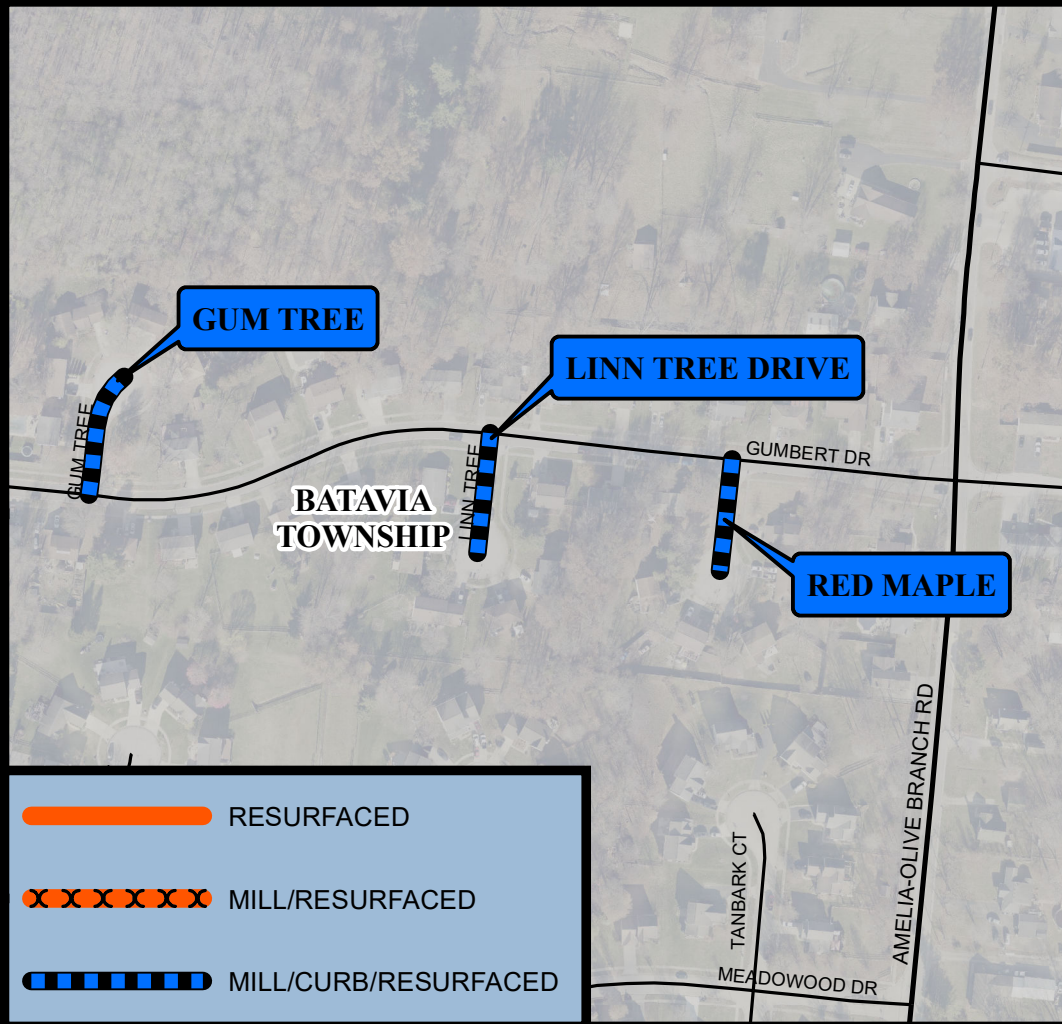 GUM TREE
LINN TREE DRIVE
GUM TREE
LINN TREE
GUMBERT DR
BATAVIA
TOWNSHIP
RED MAPLE
AMELIA-OLIVE BRANCH RD
TANBARK CT
MEADOWOOD DR
RESURFACED
MILL/RESURFACED
MILL/CURB/RESURFACED